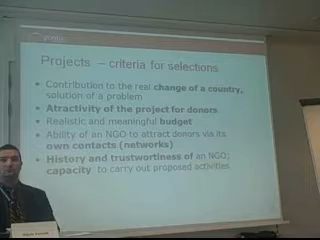 Projects – criteria for selections
• Contribution to the real change of a country,
solution of a problem
• Atractivity of the project for donors
• Realistic and meaningful budget
• Ability of an NGO to attract donors via its
own contacts (networks)
• History and trustwortiness of an NGO;
capacity to carry out proposed activities